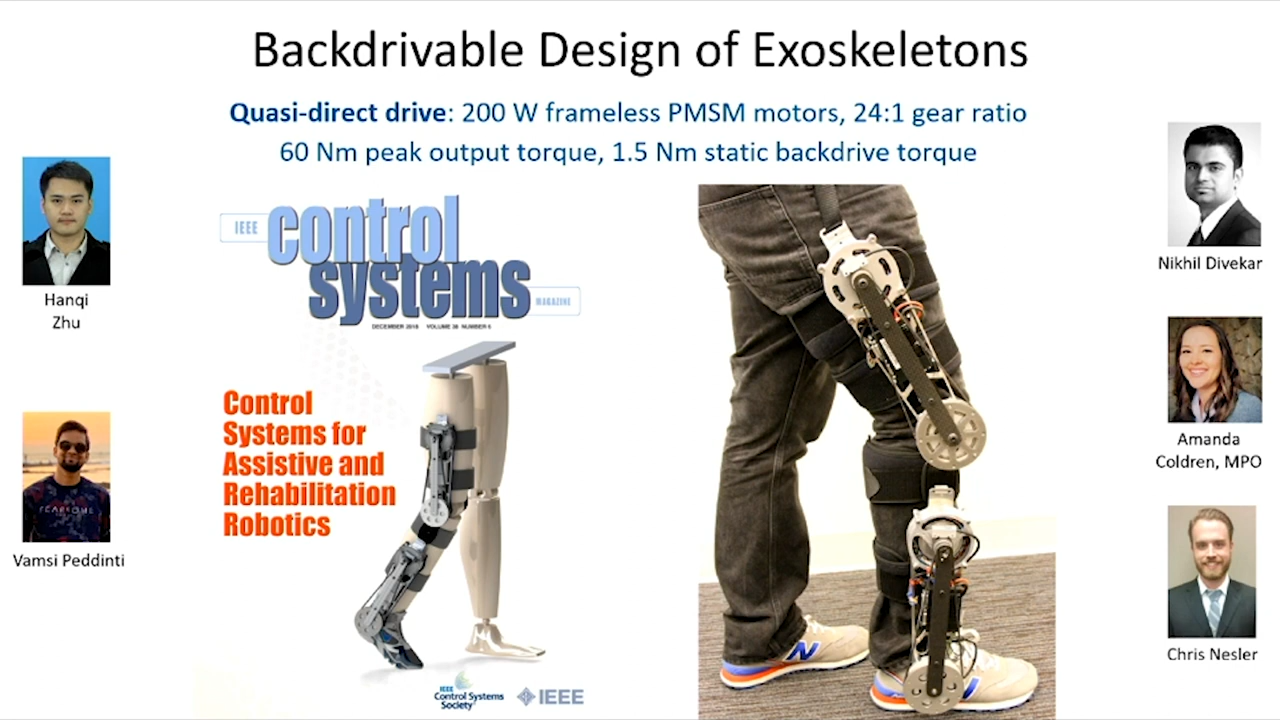 Backdrivable Design of Exoskeletons
Quasi-direct drive: 200 W frameless PMSM motors, 24:1 gear ratio
60 Nm peak output torque, 1.5 Nm static backdrive torque
Hanqi
Zhu
Vamsi Peddinti
IEEE
control
systems
MAGAZINE
DECEMBER 2018 VOLUME 38 NUMBER 6
Control
Systems for
Assistive and
Rehabilitation
Robotics
IEEE
Control Systems
Society
IEEE
N
Nikhil Divekar
Amanda
Coldren, MPO
Chris Nesler